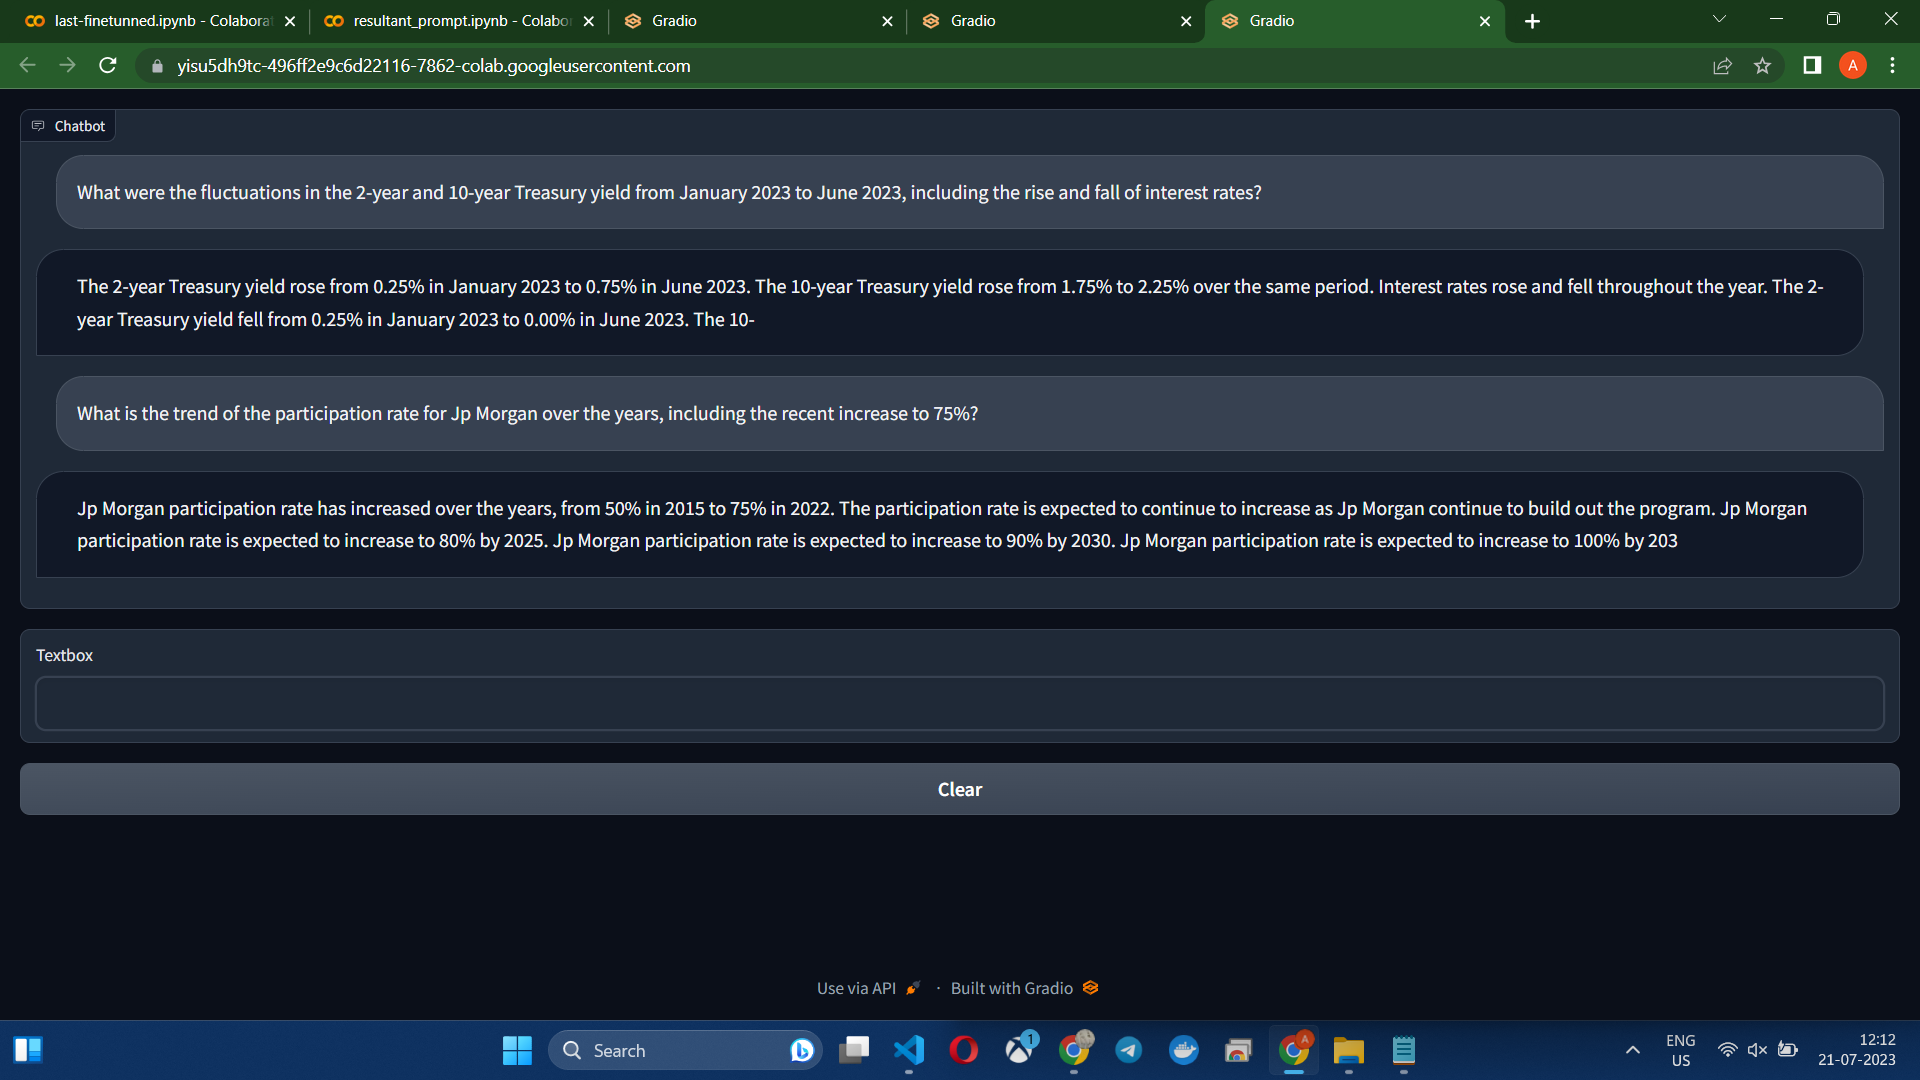 last-finetunned.ipynb - Colaborat
resultant_prompt.ipynb - Colabo
Gradio
Gradio
Gradio
yisu5dh9tc-496ff2e9c6d22116-7862-colab.googleusercontent.com
A
Chatbot
What were the fluctuations in the 2-year and 10-year Treasury yield from January 2023 to June 2023, including the rise and fall of interest rates?
The 2-year Treasury yield rose from 0.25% in January 2023 to 0.75% in June 2023. The 10-year Treasury yield rose from 1.75% to 2.25% over the same period. Interest rates rose and fell throughout the year. The 2-
year Treasury yield fell from 0.25% in January 2023 to 0.00% in June 2023. The 10-
What is the trend of the participation rate for Jp Morgan over the years, including the recent increase to 75%?
Jp Morgan participation rate has increased over the years, from 50% in 2015 to 75% in 2022. The participation rate is expected to continue to increase as Jp Morgan continue to build out the program. Jp Morgan
participation rate is expected to increase to 80% by 2025. Jp Morgan participation rate is expected to increase to 90% by 2030. Jp Morgan participation rate is expected to increase to 100% by 203
Textbox
Clear
Use via API · Built with Gradio
Search
1
A
ENG
US
12:12
21-07-2023